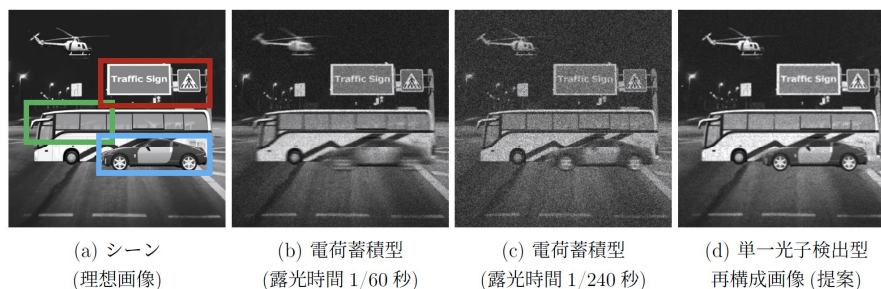 Traffic Sign
Traffic Sign
Traffic Sign
Traffic Sign
(a) シーン
(理想画像)
(b) 電荷蓄積型
(露光時間 1/60 秒)
(c) 電荷蓄積型
(露光時間 1/240 秒)
(d) 単一光子検出型
再構成画像 (提案)